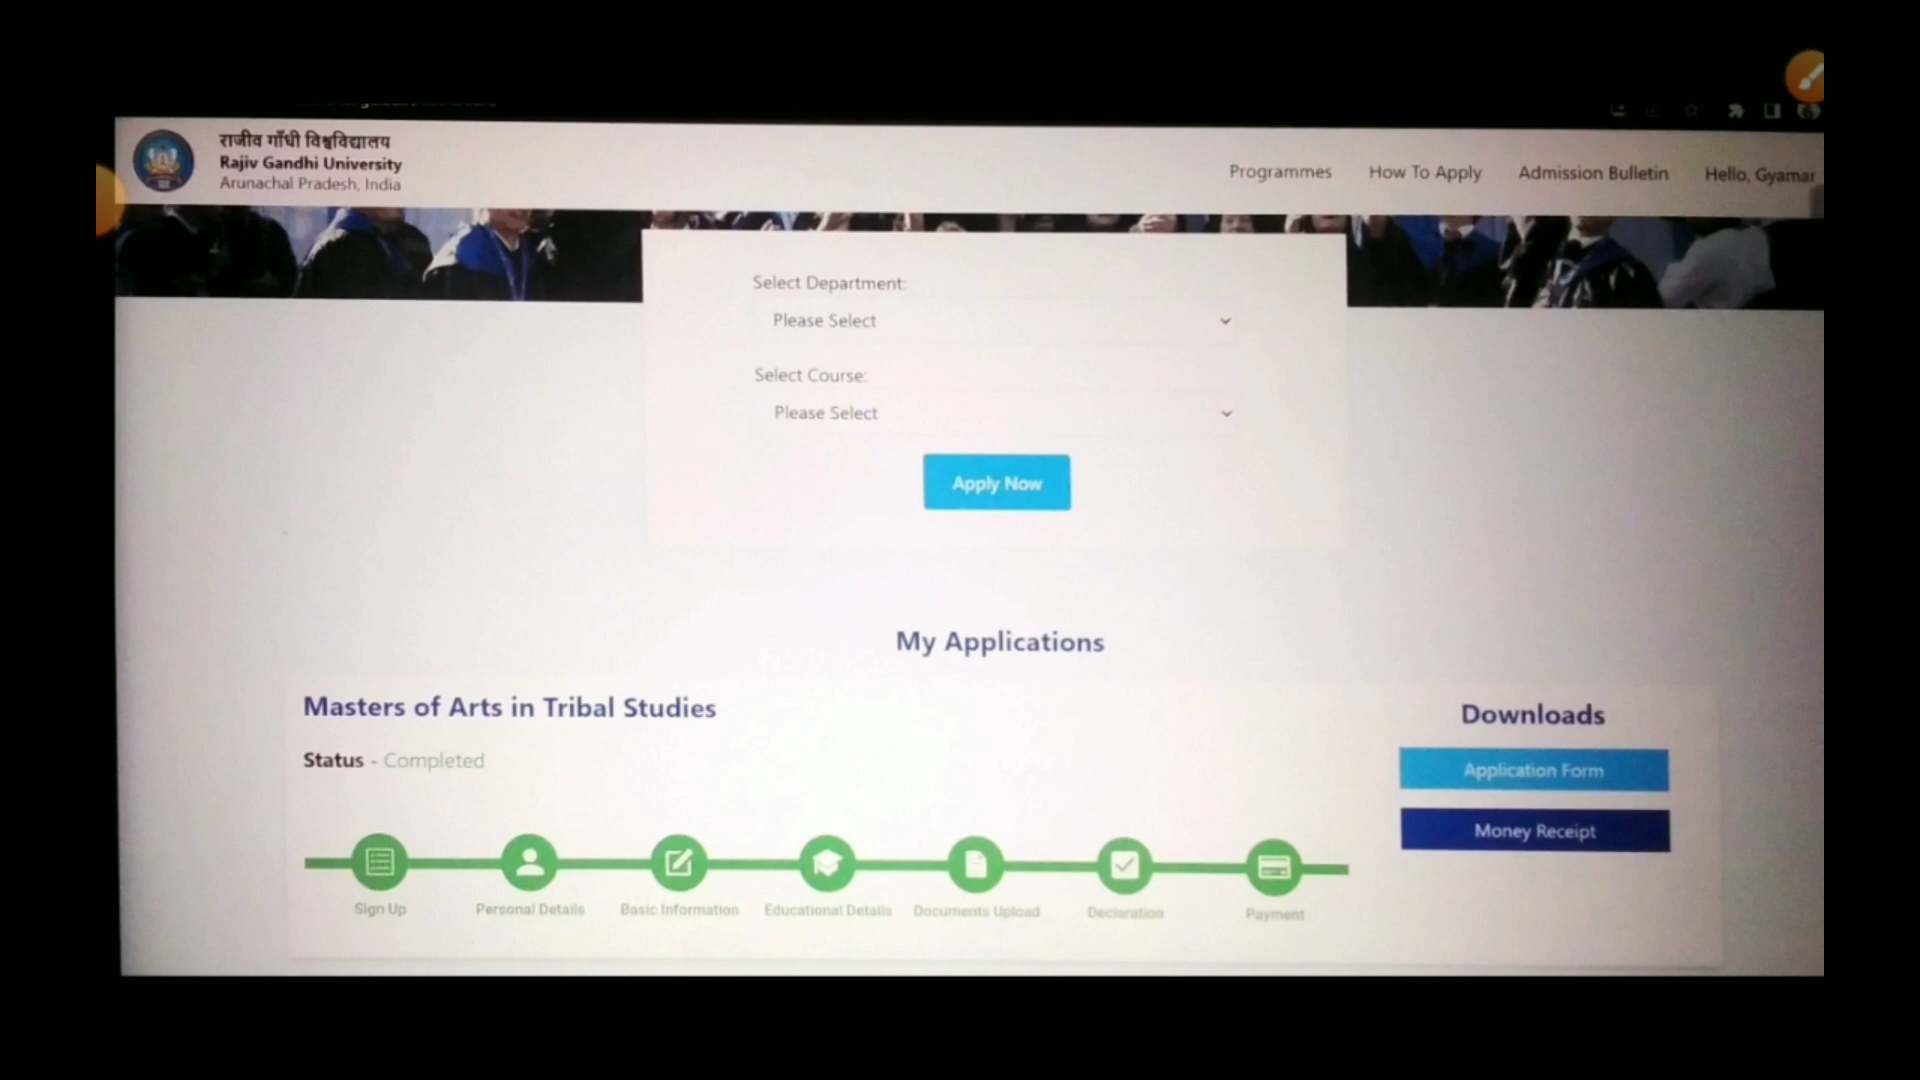 राजीव गाँधी विश्वविद्यालय
Rajiv Gandhi University
Arunachal Pradesh, India
Programmes
How To Apply
Admission Bulletin
Hello, Gyamar
Select Department:
Please Select
Select Course:
Please Select
Apply Now
My Applications
Masters of Arts in Tribal Studies
Status - Completed
Downloads
Application Form
Money Receipt
Sign Up
Personal Details
Basic Information
Educational Details
Documents Upload
Declaration
Payment